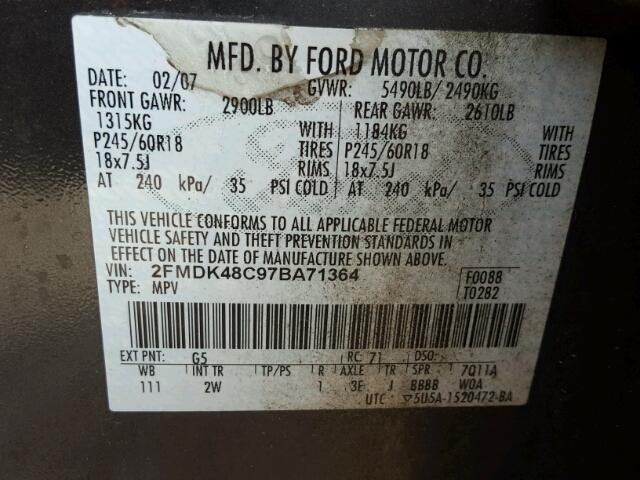 MFD. BY FORD MOTOR CO.
DATE: 02/07 GVWR: 5490LB/ 2490KG
FRONT GAWR: 2900LB REAR GAWR: 2610LB
1315KG WITH 1184KG WITH
P245/60R18 TIRES P245/60R18 TIRES
18x7.5J RIMS 18x7.5J RIMS
AT 240 kPa/ 35 PSI COLD AT 240 kPa/ 35 PSI COLD
THIS VEHICLE CONFORMS TO ALL APPLICABLE FEDERAL MOTOR
VEHICLE SAFETY AND THEFT PREVENTION STANDARDS IN
EFFECT ON THE DATE OF MANUFACTURE SHOWN ABOVE
VIN: 2FMDK48C97BA71364 F0088
TYPE: MPV T0282
EXT PNT: G5 RC: 71 DSO:
WB INT TR TP/PS R AXLE TR SPR 7Q11A
111 2W 1 3E J BBBB W0A
UTC ▽5U5A-1520472-BA